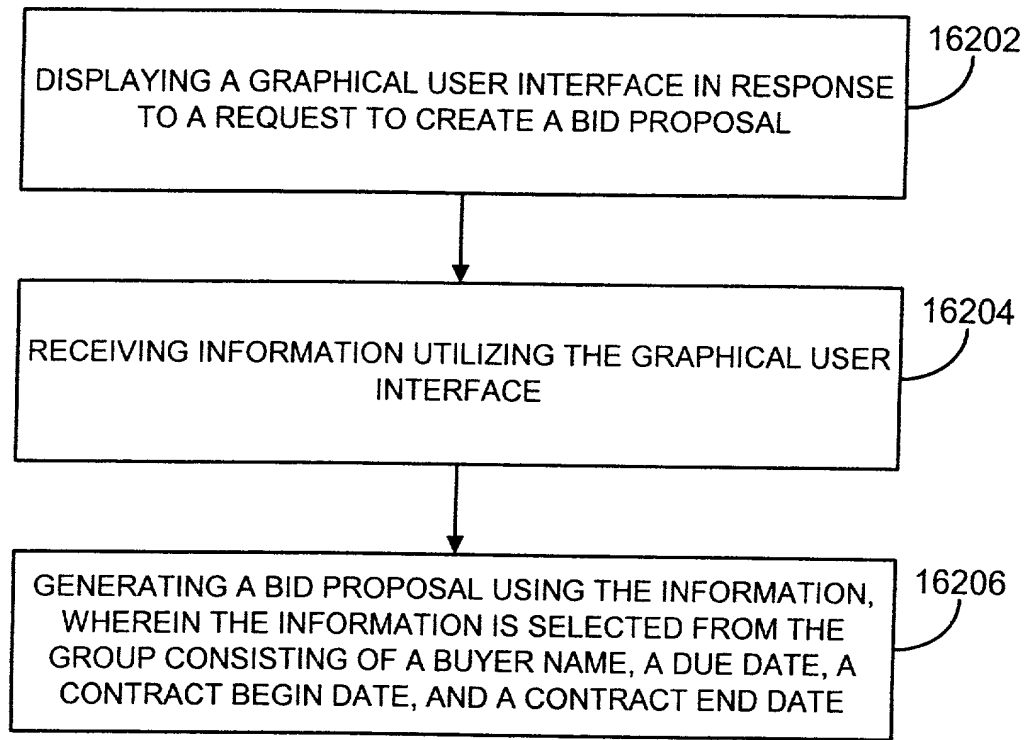 16202
DISPLAYING A GRAPHICAL USER INTERFACE IN RESPONSE
TO A REQUEST TO CREATE A BID PROPOSAL
16204
RECEIVING INFORMATION UTILIZING THE GRAPHICAL USER
INTERFACE
16206
GENERATING A BID PROPOSAL USING THE INFORMATION,
WHEREIN THE INFORMATION IS SELECTED FROM THE
GROUP CONSISTING OF A BUYER NAME, A DUE DATE, A
CONTRACT BEGIN DATE, AND A CONTRACT END DATE